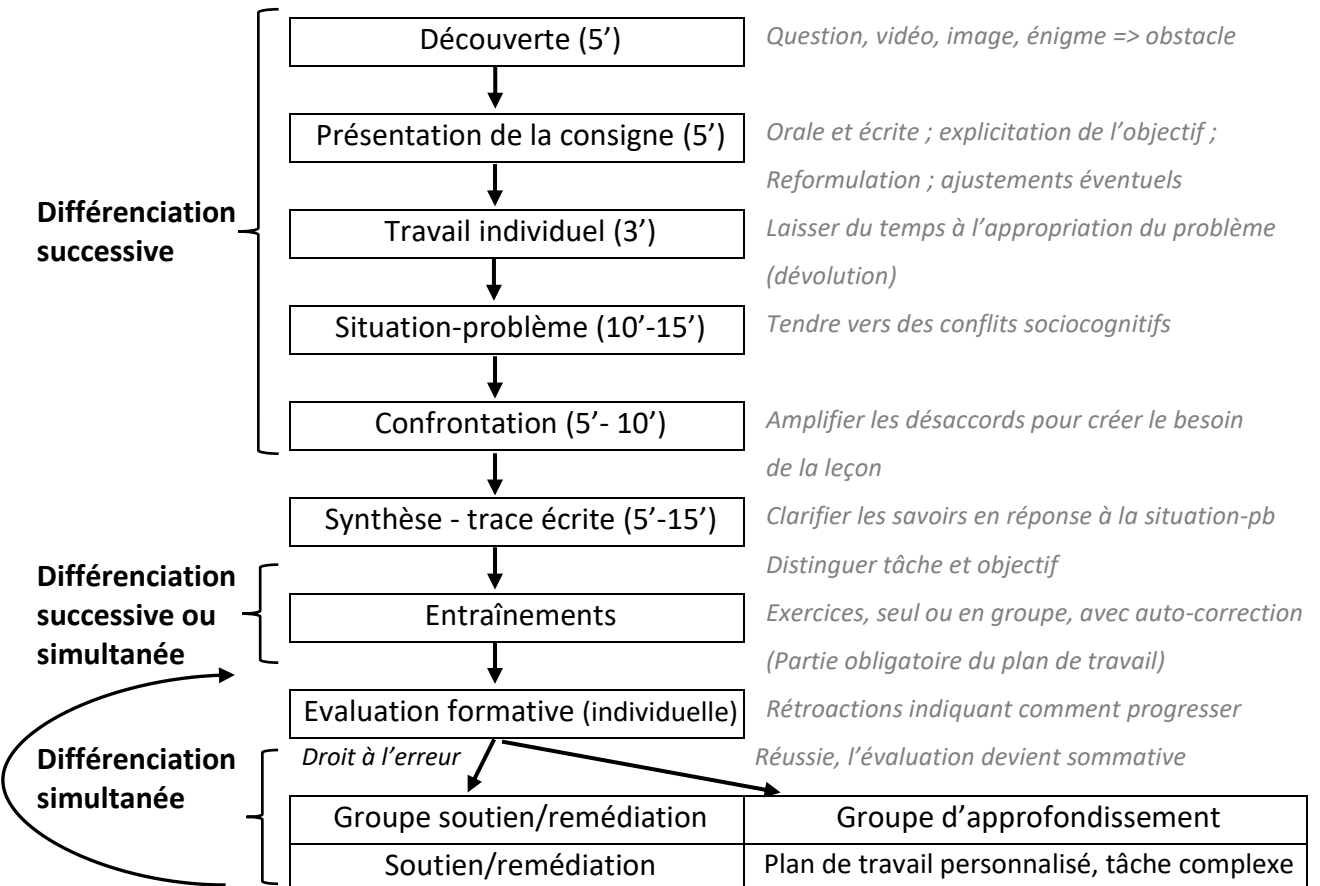 Découverte (5’)
Question, vidéo, image, énigme => obstacle
Présentation de la consigne (5’)
Orale et écrite ; explicitation de l’objectif ;
Reformulation ; ajustements éventuels
Différenciation
successive
Travail individuel (3’)
Laisser du temps à l’appropriation du problème
(dévolution)
Situation-problème (10’-15’)
Tendre vers des conflits sociocognitifs
Confrontation (5’- 10’)
Amplifier les désaccords pour créer le besoin
de la leçon
Synthèse - trace écrite (5’-15’)
Clarifier les savoirs en réponse à la situation-pb
Distinguer tâche et objectif
Différenciation
successive ou
simultanée
Entraînements
Exercices, seul ou en groupe, avec auto-correction
(Partie obligatoire du plan de travail)
Evaluation formative (individuelle)
Rétroactions indiquant comment progresser
Différenciation
simultanée
Droit à l’erreur
Réussie, l’évaluation devient sommative
Groupe soutien/remédiation
Groupe d’approfondissement
Soutien/remédiation
Plan de travail personnalisé, tâche complexe